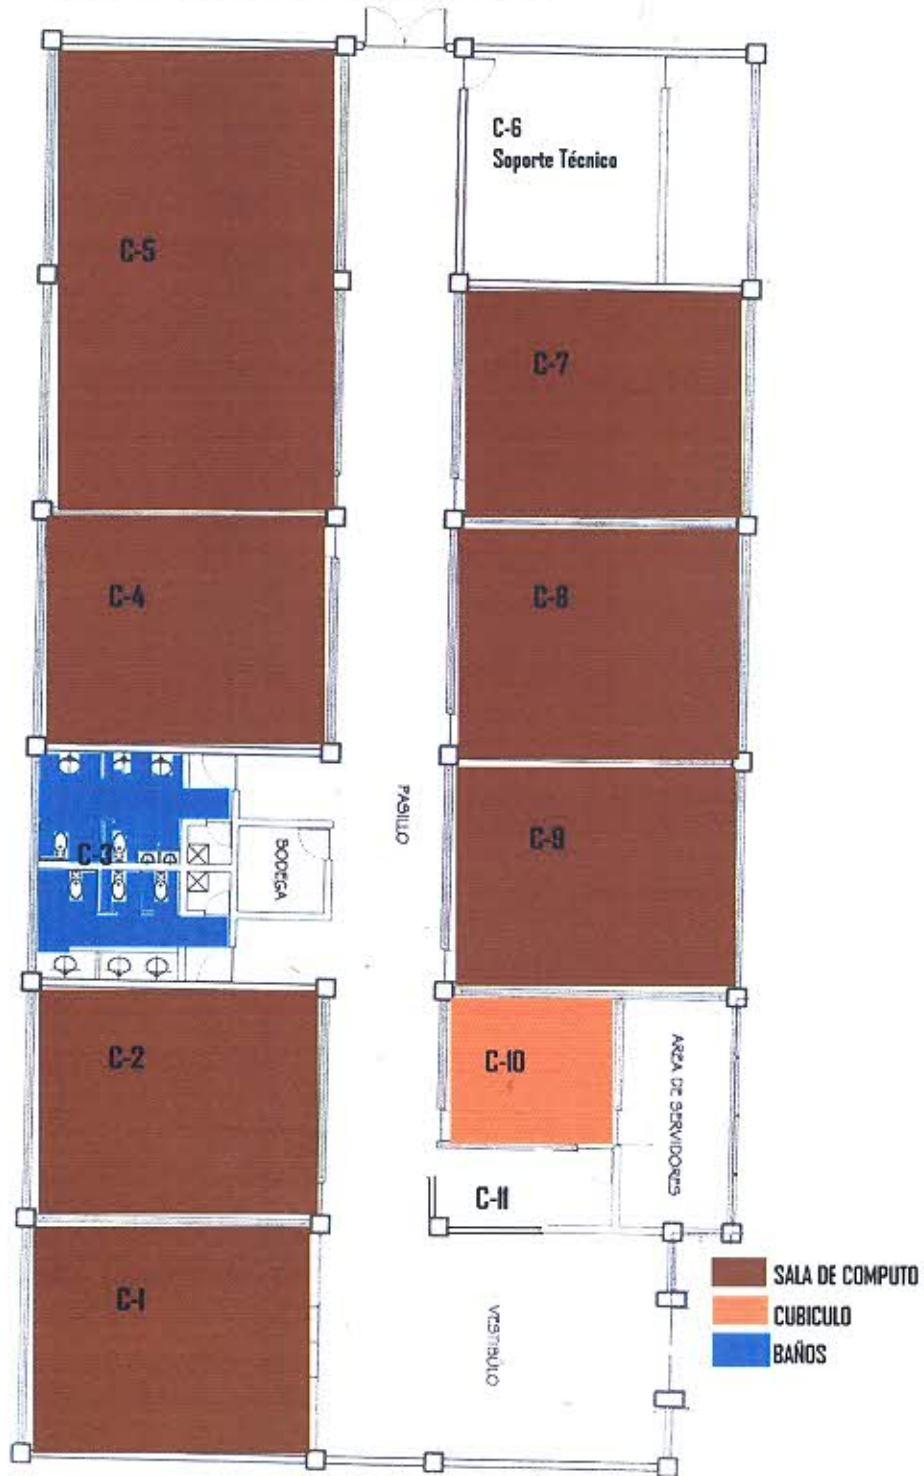 C-6
Soporte Técnico
C-5
C-7
C-4
C-8
PASILLO
C-9
C-3
BODEGA
C-2
C-10
AREA DE SERVIDORES
C-11
C-1
VESTIBULO
SALA DE COMPUTO
CUBICULO
BAÑOS